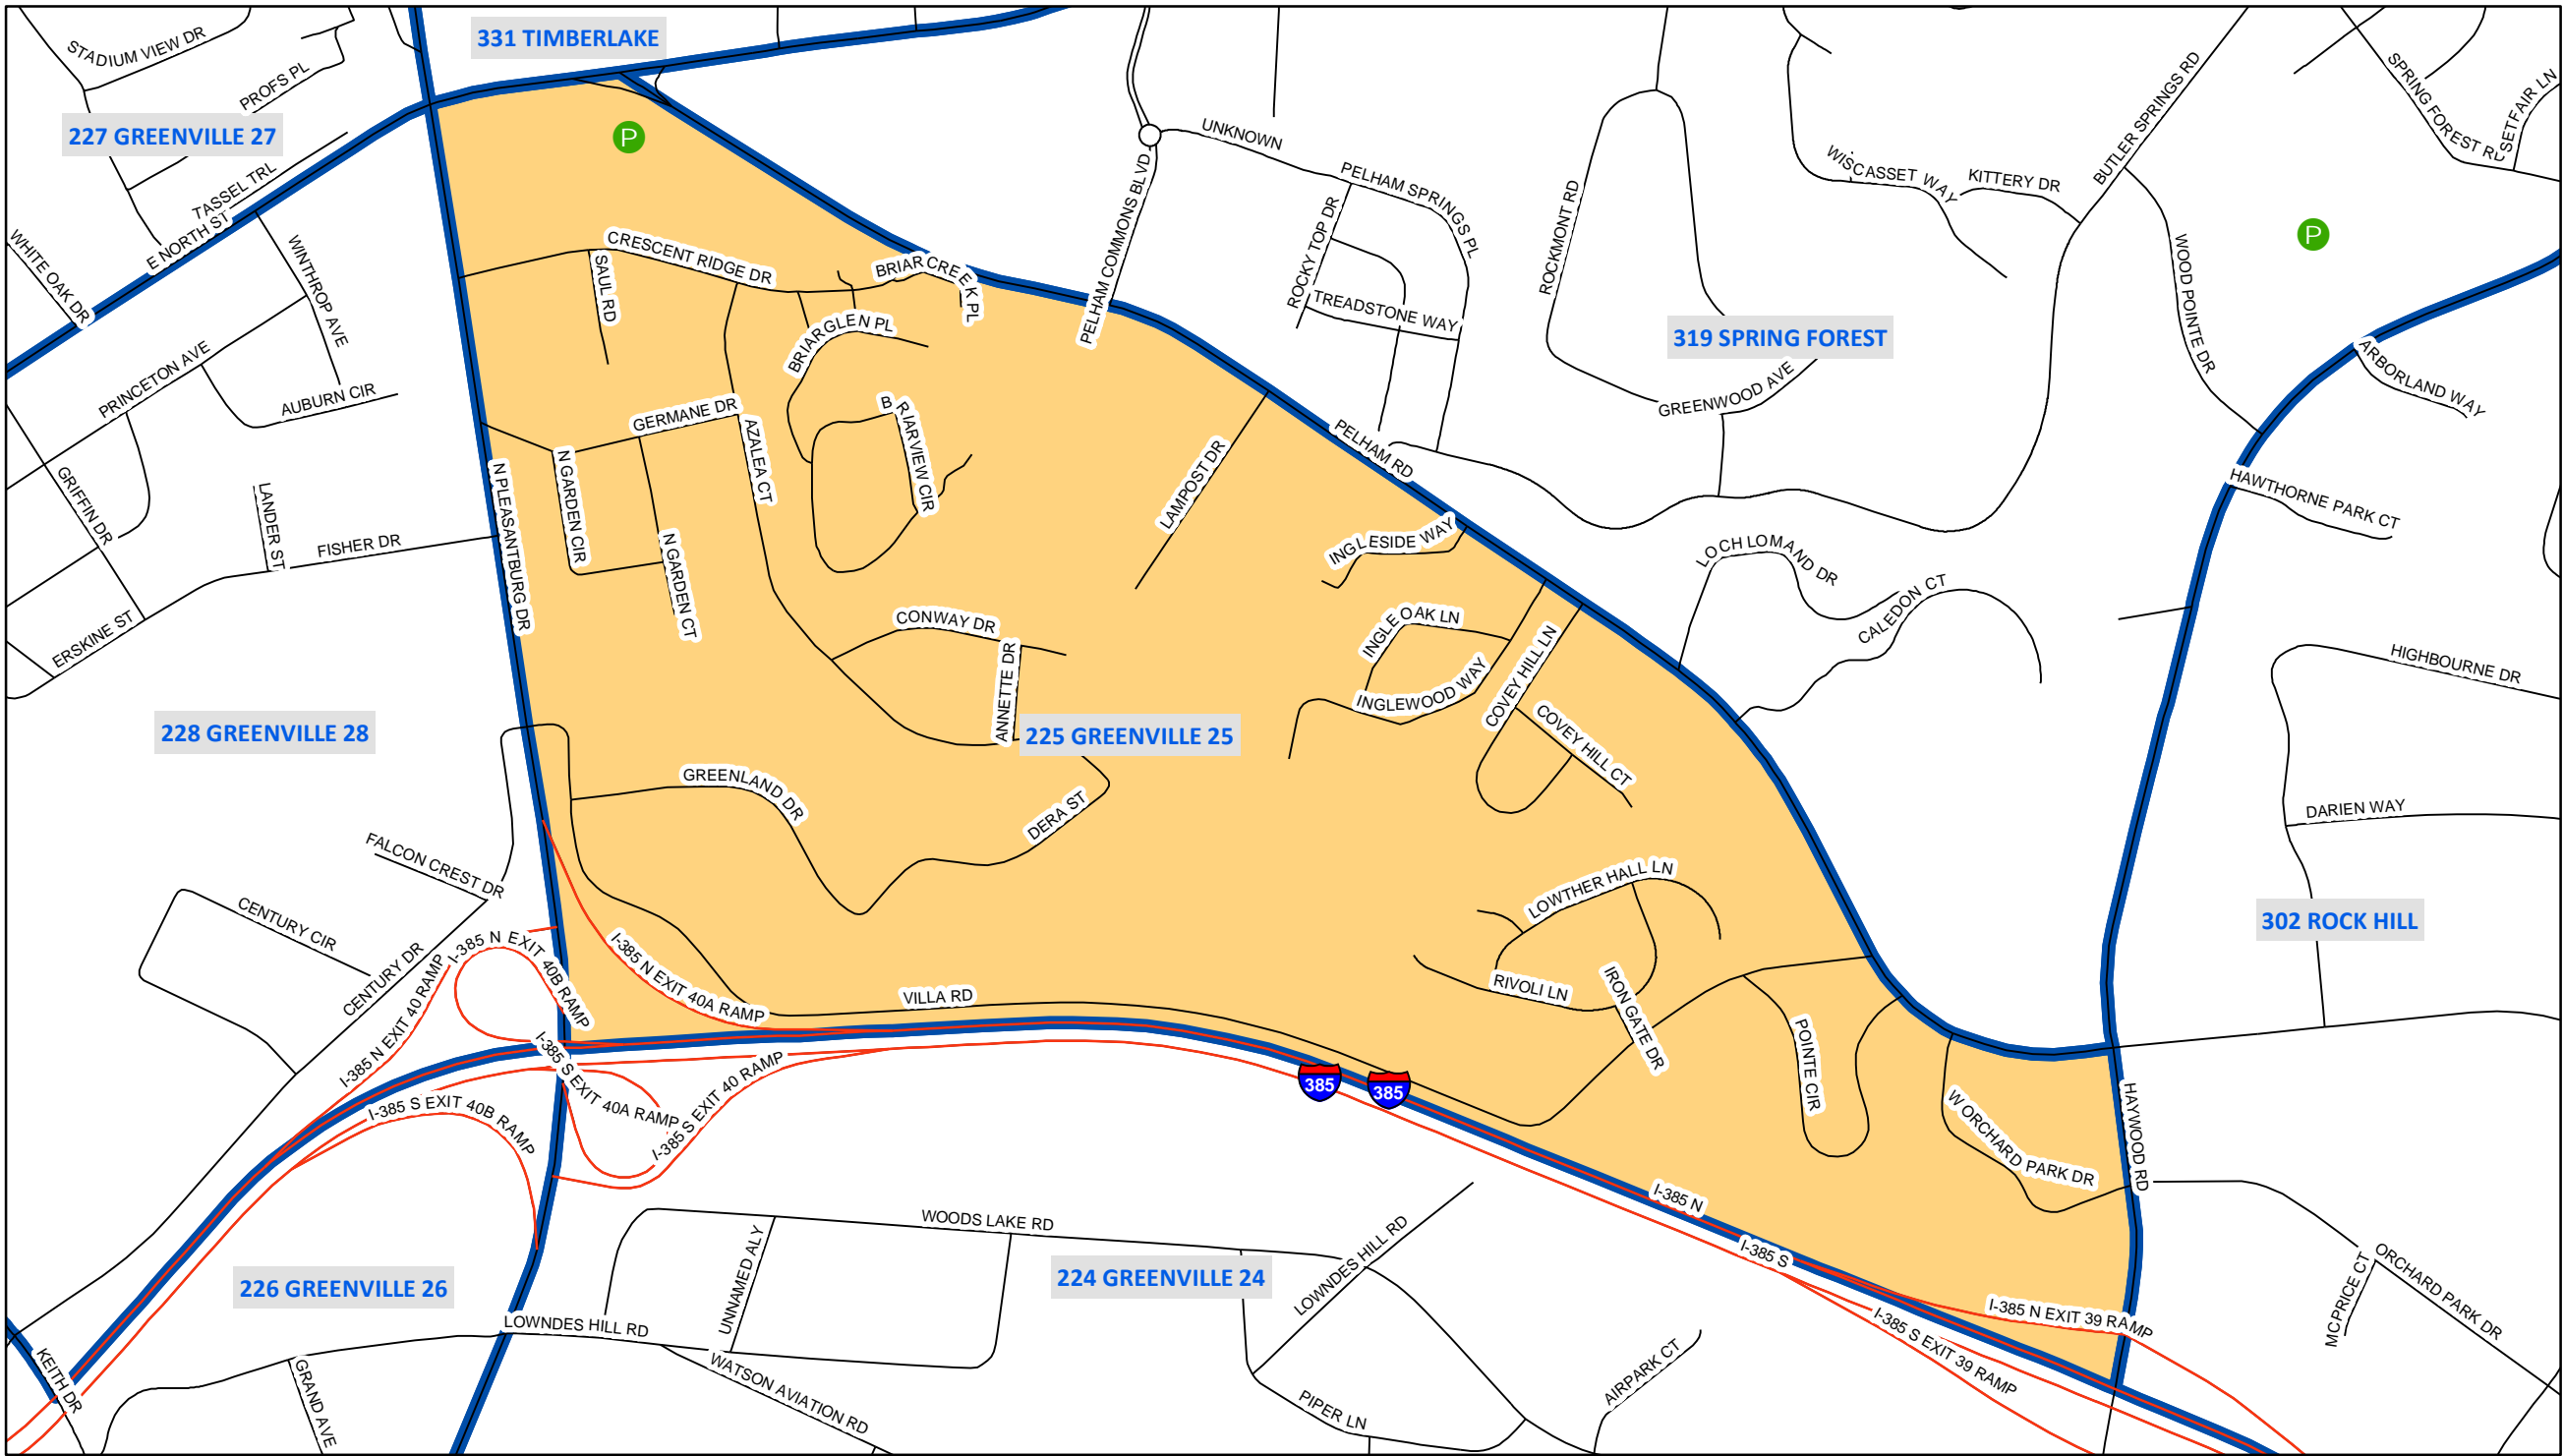 331 TIMBERLAKE
STADIUM VIEW DR
PROFS PL
227 GREENVILLE 27
TASSEL TRL
E NORTH ST
WHITE OAK DR
WINTHROP AVE
PRINCETON AVE
AUBURN CIR
GRIFFIN DR
LANDER ST
FISHER DR
ERSKINE ST
228 GREENVILLE 28
P
CRESCENT RIDGE DR
SAUL RD
BRIAR CREEK PL
BRIARGLEN PL
GERMANE DR
BRIARVIEW CIR
AZALEA CT
N GARDEN CIR
N GARDEN CT
N PLEASANTBURG DR
CONWAY DR
ANNETTE DR
225 GREENVILLE 25
GREENLAND DR
DERA ST
LAMPOST DR
PELHAM COMMONS BLVD
UNKNOWN
PELHAM SPRINGS PL
ROCKY TOP DR
TREADSTONE WAY
PELHAM RD
ROCKMONT RD
GREENWOOD AVE
319 SPRING FOREST
WISCASSET WAY
KITTERY DR
BUTLER SPRINGS RD
WOOD POINTE DR
SPRING FOREST RD
SETFAIR LN
P
ARBORLAND WAY
HAWTHORNE PARK CT
HIGHBOURNE DR
DARIEN WAY
302 ROCK HILL
LOCH LOMAND DR
CALEDON CT
INGLESIDE WAY
INGLEOAK LN
INGLEWOOD WAY
COVEY HILL LN
COVEY HILL CT
LOWTHER HALL LN
RIVOLI LN
IRON GATE DR
POINTE CIR
W ORCHARD PARK DR
HAYWOOD RD
FALCON CREST DR
CENTURY CIR
CENTURY DR
I-385 N EXIT 40 RAMP
I-385 N EXIT 40B RAMP
I-385 N EXIT 40A RAMP
VILLA RD
I-385 S EXIT 40B RAMP
I-385 S EXIT 40A RAMP
I-385 S EXIT 40 RAMP
385
385
I-385 N
I-385 S
I-385 N EXIT 39 RAMP
I-385 S EXIT 39 RAMP
WOODS LAKE RD
UNNAMED ALY
226 GREENVILLE 26
224 GREENVILLE 24
LOWNDES HILL RD
LOWNDES HILL RD
KEITH DR
GRAND AVE
WATSON AVIATION RD
PIPER LN
AIRPARK CT
MCPRICE CT
ORCHARD PARK DR